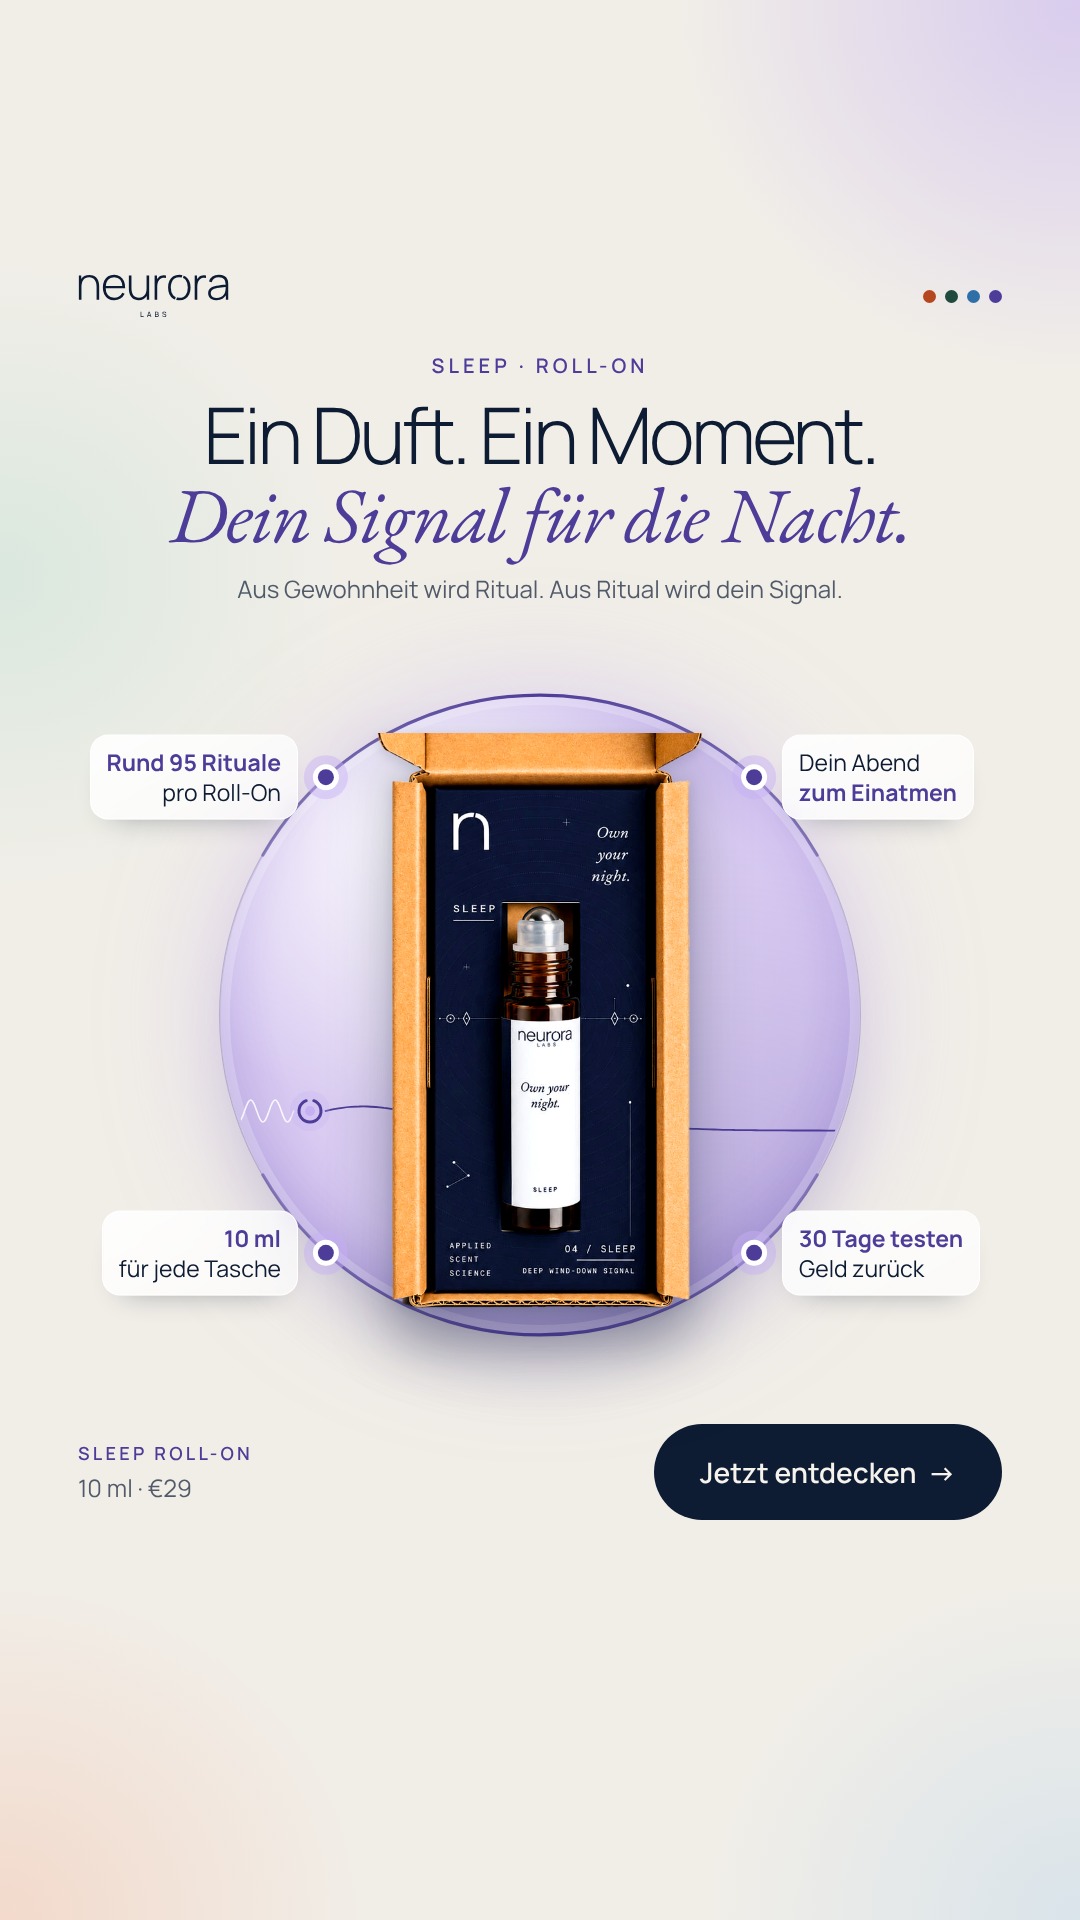 neurora
LABS
SLEEP · ROLL-ON
Ein Duft. Ein Moment.
Dein Signal für die Nacht.
Aus Gewohnheit wird Ritual. Aus Ritual wird dein Signal.
Rund 95 Rituale
pro Roll-On
Dein Abend
zum Einatmen
n
Own
your
night.
SLEEP
neurora
LABS
Own your
night.
SLEEP
10 ml
für jede Tasche
30 Tage testen
Geld zurück
APPLIED
SCENT
SCIENCE
04 / SLEEP
DEEP WIND-DOWN SIGNAL
SLEEP ROLL-ON
10 ml · €29
Jetzt entdecken →